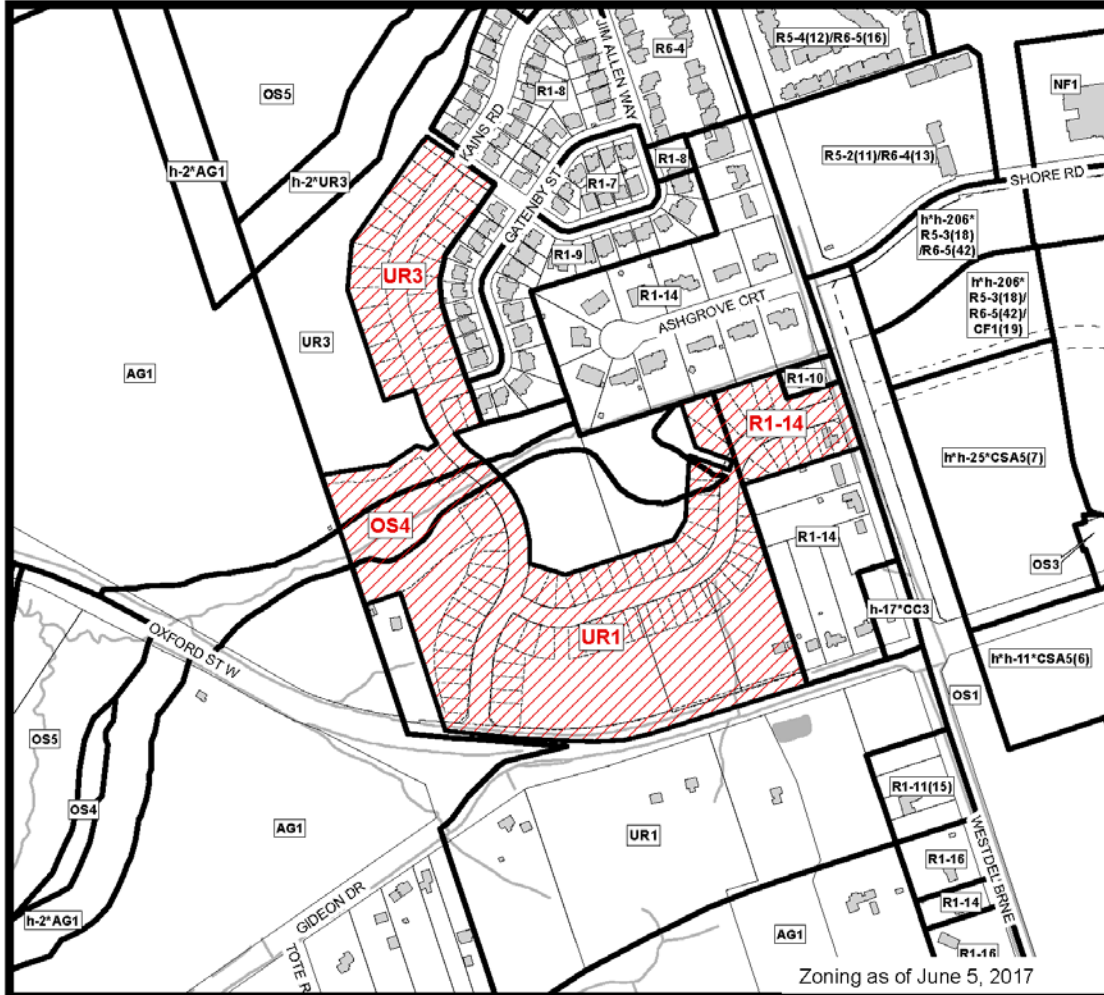 JIM ALLEN WAY
R6-4
R5-4(12)/R6-5(16)
NF1
OS5
R1-8
KAINS RD
h-2*AG1
h-2*UR3
R1-8
R1-7
R5-2(11)/R6-4(13)
SHORE RD
GATENBY ST
h*h-206*
R5-3(18)
/R6-5(42)
R1-9
UR3
R1-14
ASHGROVE CRT
h*h-206*
R5-3(18)/
R6-5(42)/
CF1(19)
UR3
AG1
R1-10
R1-14
h*h-25*CSA5(7)
OS4
R1-14
OS3
h-17*CC3
OXFORD ST W
UR1
h*h-11*CSA5(6)
OS1
OS5
R1-11(15)
OS4
AG1
UR1
WESTDEL BRNE
R1-16
GIDEON DR
R1-14
h-2*AG1
TOTE R
AG1
R1-16
Zoning as of June 5, 2017